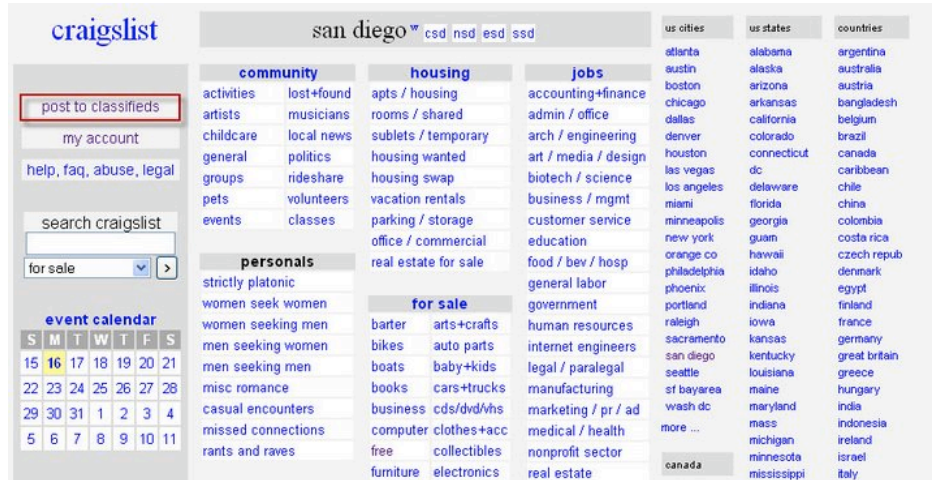 craigslist
post to classifieds
my account
help, faq, abuse, legal
search craigslist
for sale
>
event calendar
S M T W T F S
15 16 17 18 19 20 21
22 23 24 25 26 27 28
29 30 31 1 2 3 4
5 6 7 8 9 10 11
san diego w csd nsd esd ssd
community
activities lost+found
artists musicians
childcare local news
general politics
groups rideshare
pets volunteers
events classes
personals
strictly platonic
women seek women
women seeking men
men seeking women
men seeking men
misc romance
casual encounters
missed connections
rants and raves
housing
apts / housing
rooms / shared
sublets / temporary
housing wanted
housing swap
vacation rentals
parking / storage
office / commercial
real estate for sale
for sale
barter arts+crafts
bikes auto parts
boats baby+kids
books cars+trucks
business cds/dvd/vhs
computer clothes+acc
free collectibles
furniture electronics
jobs
accounting+finance
admin / office
arch / engineering
art / media / design
biotech / science
business / mgmt
customer service
education
food / bev / hosp
general labor
government
human resources
internet engineers
legal / paralegal
manufacturing
marketing / pr / ad
medical / health
nonprofit sector
real estate
us cities
atlanta
austin
boston
chicago
dallas
denver
houston
las vegas
los angeles
miami
minneapolis
new york
orange co
philadelphia
phoenix
portland
raleigh
sacramento
san diego
seattle
sf bayarea
wash dc
more ...
canada
us states
alabama
alaska
arizona
arkansas
california
colorado
connecticut
dc
delaware
florida
georgia
guam
hawaii
idaho
illinois
indiana
iowa
kansas
kentucky
louisiana
maine
maryland
mass
michigan
minnesota
mississippi
countries
argentina
australia
austria
bangladesh
belgium
brazil
canada
caribbean
chile
china
colombia
costa rica
czech repub
denmark
egypt
finland
france
germany
great britain
greece
hungary
india
indonesia
ireland
israel
italy